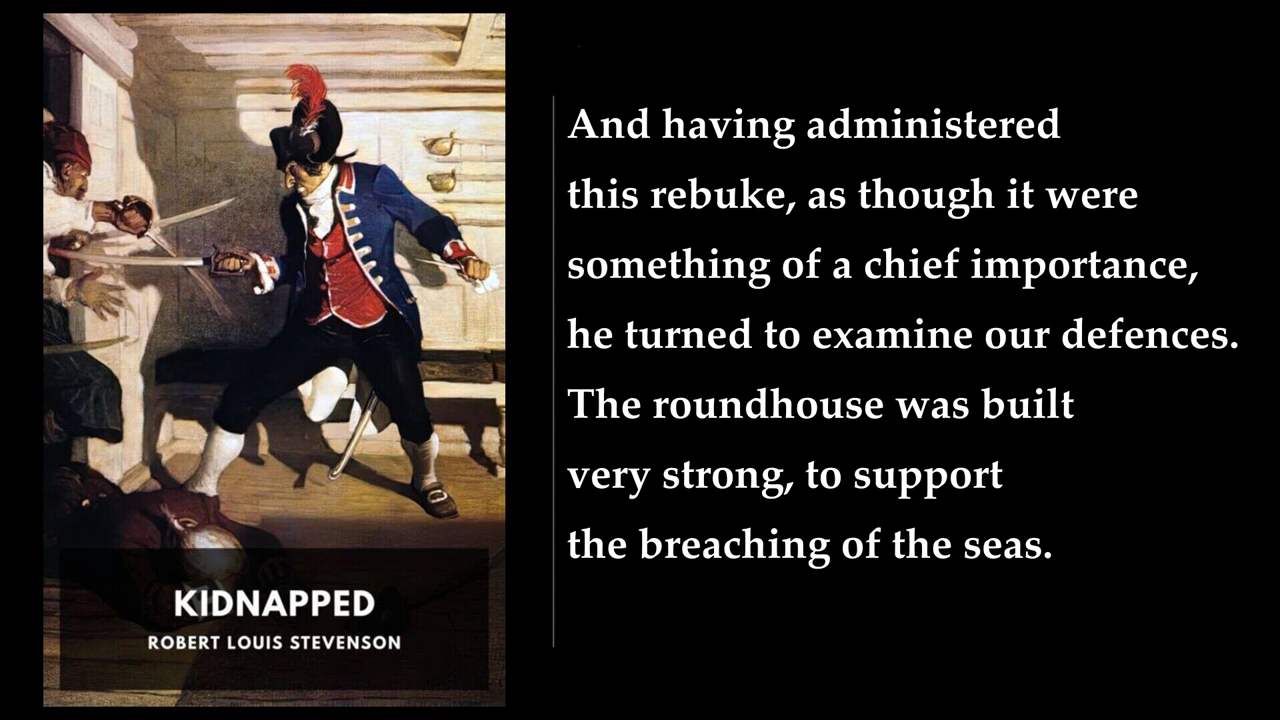 KIDNAPPED
ROBERT LOUIS STEVENSON
And having administered
this rebuke, as though it were
something of a chief importance,
he turned to examine our defences.
The roundhouse was built
very strong, to support
the breaching of the seas.